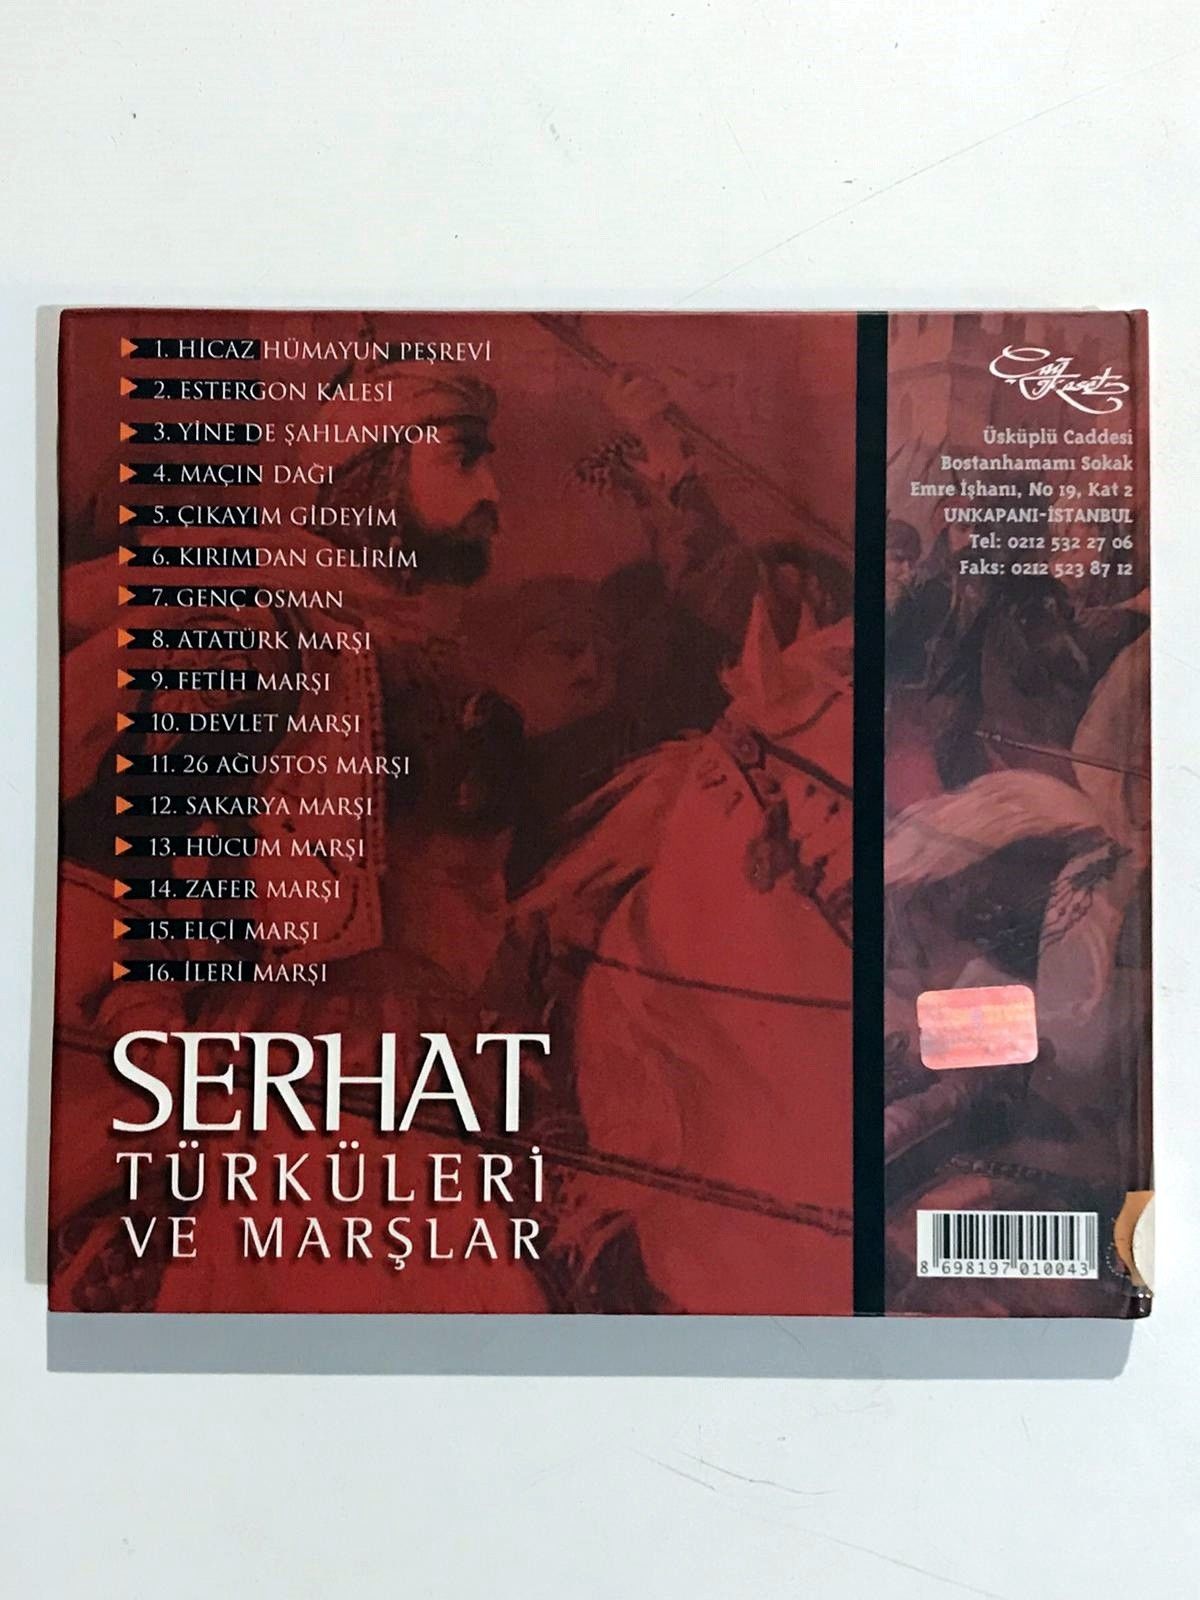 1. HİCAZ HÜMAYUN PEŞREVİ
2. ESTERGON KALESİ
3. YİNE DE ŞAHLANIYOR
4. MAÇIN DAĞI
5. ÇIKAYIM GİDEYİM
6. KIRIMDAN GELİRİM
7. GENÇ OSMAN
8. ATATÜRK MARŞI
9. FETİH MARŞI
10. DEVLET MARŞI
11. 26 AĞUSTOS MARŞI
12. SAKARYA MARŞI
13. HÜCUM MARŞI
14. ZAFER MARŞI
15. ELÇİ MARŞI
16. İLERİ MARŞI
SERHAT
TÜRKÜLERİ
VE MARŞLAR
Çağ
Kaset
Üsküplü Caddesi
Bostanhamamı Sokak
Emre İşhanı, No 19, Kat 2
UNKAPANI-İSTANBUL
Tel: 0212 532 27 06
Faks: 0212 523 87 12
8 698197 010043